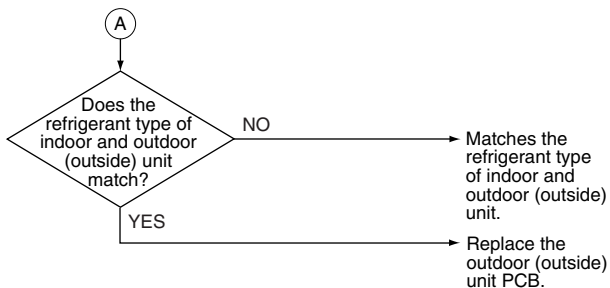 A
Does the
refrigerant type of
indoor and outdoor
(outside) unit
match?
NO
Matches the
refrigerant type
of indoor and
outdoor (outside)
unit.
YES
Replace the
outdoor (outside)
unit PCB.